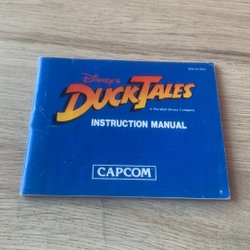 Disney's
DUCKTALES
© The Walt Disney Company
INSTRUCTION MANUAL
CAPCOM